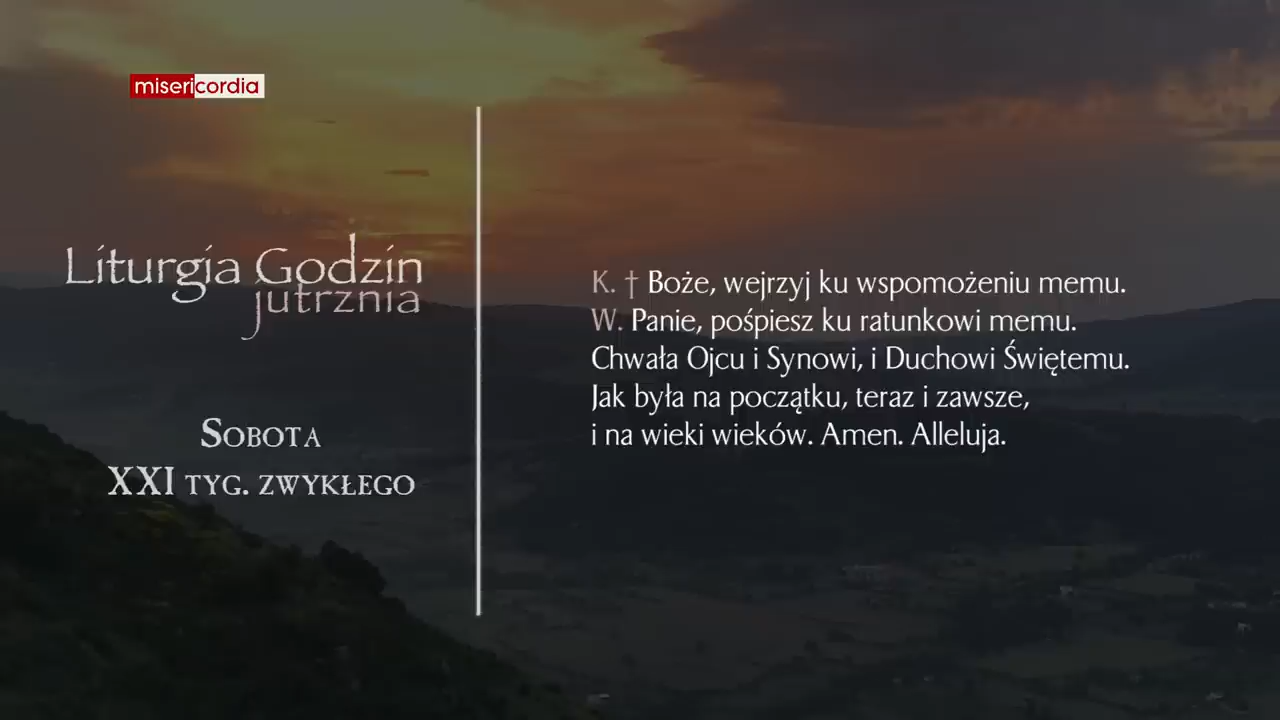 misericordia
Liturgia Godzin
jutrznia
Sobota
XXI tyg. zwykłego
K. † Boże, wejrzyj ku wspomożeniu memu.
W. Panie, pośpiesz ku ratunkowi memu.
Chwała Ojcu i Synowi, i Duchowi Świętemu.
Jak była na początku, teraz i zawsze,
i na wieki wieków. Amen. Alleluja.